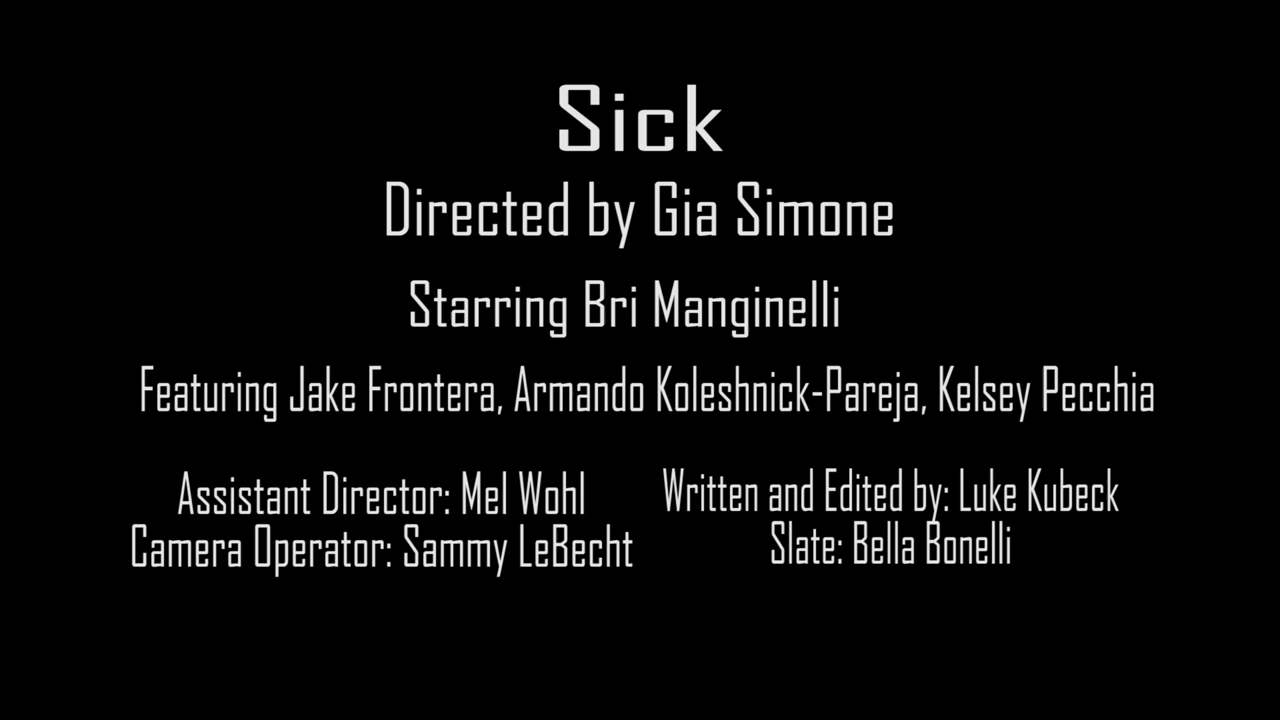 Sick
Directed by Gia Simone
Starring Bri Manginelli
Featuring Jake Frontera, Armando Koleshnick-Pareja, Kelsey Pecchia
Assistant Director: Mel Wohl
Camera Operator: Sammy LeBecht
Written and Edited by: Luke Kubeck
Slate: Bella Bonelli